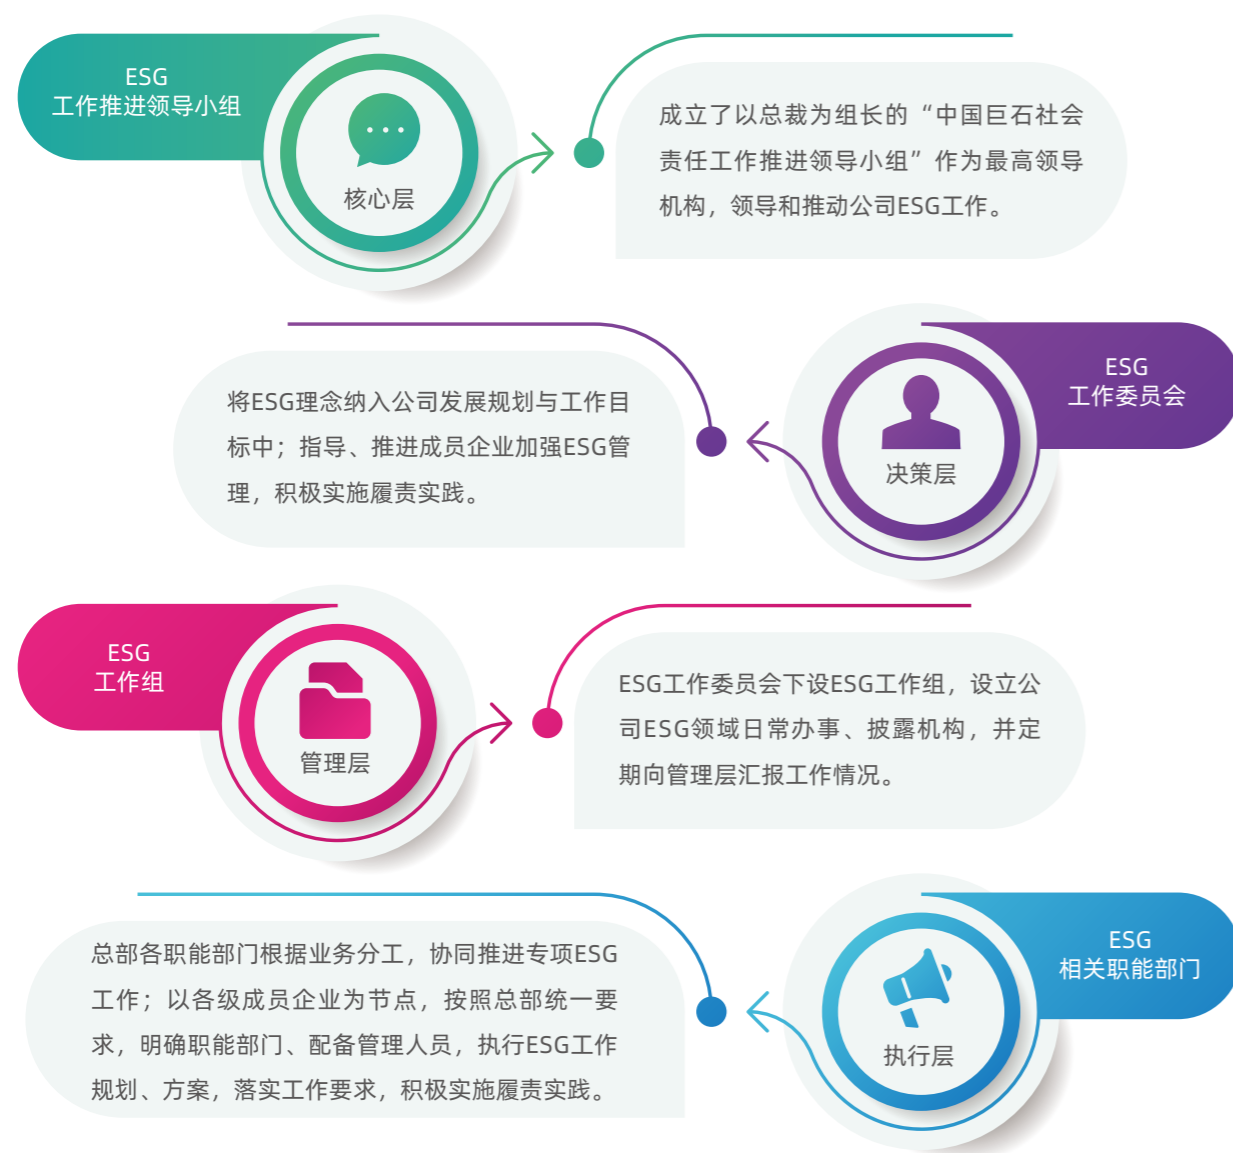 ESG
工作推进领导小组
核心层
成立了以总裁为组长的“中国巨石社会
责任工作推进领导小组”作为最高领导
机构，领导和推动公司ESG工作。
ESG
工作委员会
决策层
将ESG理念纳入公司发展规划与工作目
标中；指导、推进成员企业加强ESG管
理，积极实施履责实践。
ESG
工作组
管理层
ESG工作委员会下设ESG工作组，设立公
司ESG领域日常办事、披露机构，并定
期向管理层汇报工作情况。
ESG
相关职能部门
执行层
总部各职能部门根据业务分工，协同推进专项ESG
工作；以各级成员企业为节点，按照总部统一要
求，明确职能部门、配备管理人员，执行ESG工作
规划、方案，落实工作要求，积极实施履责实践。